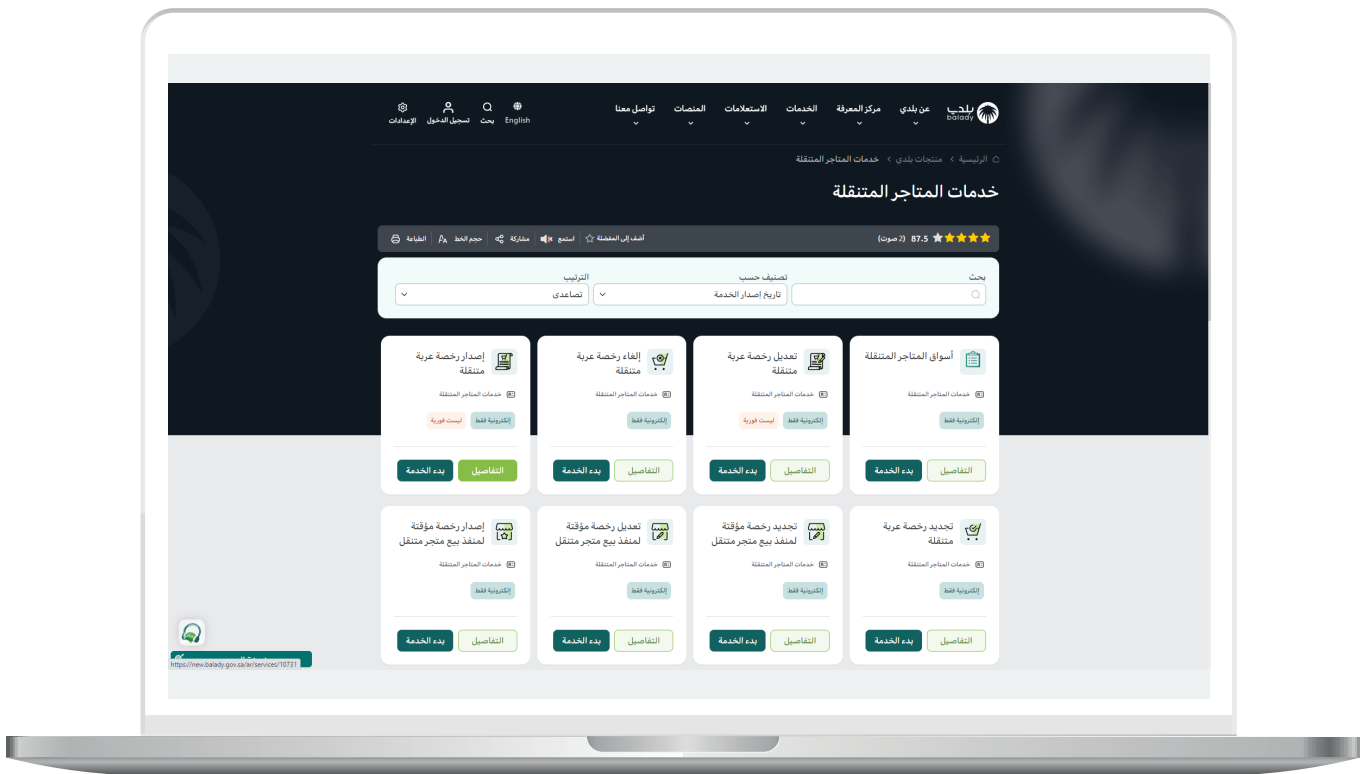 بلدي
balady
عن بلدي
مركز المعرفة
الخدمات
الاستعلامات
المنصات
تواصل معنا
English
بحث
تسجيل الدخول
الإعدادات
الرئيسية
منتجات بلدي
خدمات المتاجر المتنقلة
خدمات المتاجر المتنقلة
87.5 (2 صوت)
أضف إلى المفضلة
استمع
مشاركة
حجم الخط
الطباعة
بحث
تصنيف حسب
تاريخ إصدار الخدمة
الترتيب
تصاعدى
أسواق المتاجر المتنقلة
خدمات المتاجر المتنقلة
إلكترونية فقط
التفاصيل
بدء الخدمة
تعديل رخصة عربة
متنقلة
خدمات المتاجر المتنقلة
إلكترونية فقط
ليست فورية
التفاصيل
بدء الخدمة
إلغاء رخصة عربة
متنقلة
خدمات المتاجر المتنقلة
إلكترونية فقط
التفاصيل
بدء الخدمة
إصدار رخصة عربة
متنقلة
خدمات المتاجر المتنقلة
إلكترونية فقط
ليست فورية
التفاصيل
بدء الخدمة
تجديد رخصة عربة
متنقلة
خدمات المتاجر المتنقلة
إلكترونية فقط
التفاصيل
بدء الخدمة
تجديد رخصة مؤقتة
لمنفذ بيع متجر متنقل
خدمات المتاجر المتنقلة
إلكترونية فقط
التفاصيل
بدء الخدمة
تعديل رخصة مؤقتة
لمنفذ بيع متجر متنقل
خدمات المتاجر المتنقلة
إلكترونية فقط
التفاصيل
بدء الخدمة
إصدار رخصة مؤقتة
لمنفذ بيع متجر متنقل
خدمات المتاجر المتنقلة
إلكترونية فقط
التفاصيل
بدء الخدمة
https://new.balady.gov.sa/ar/services/10731